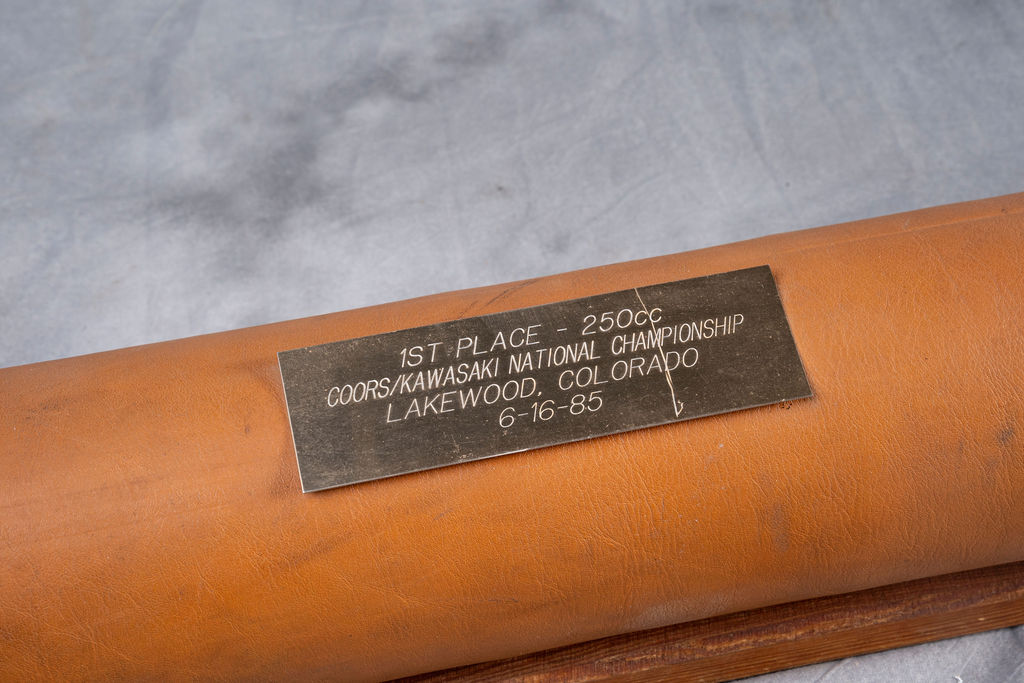 1ST PLACE - 250cc
COORS/KAWASAKI NATIONAL CHAMPIONSHIP
LAKEWOOD, COLORADO
6-16-85